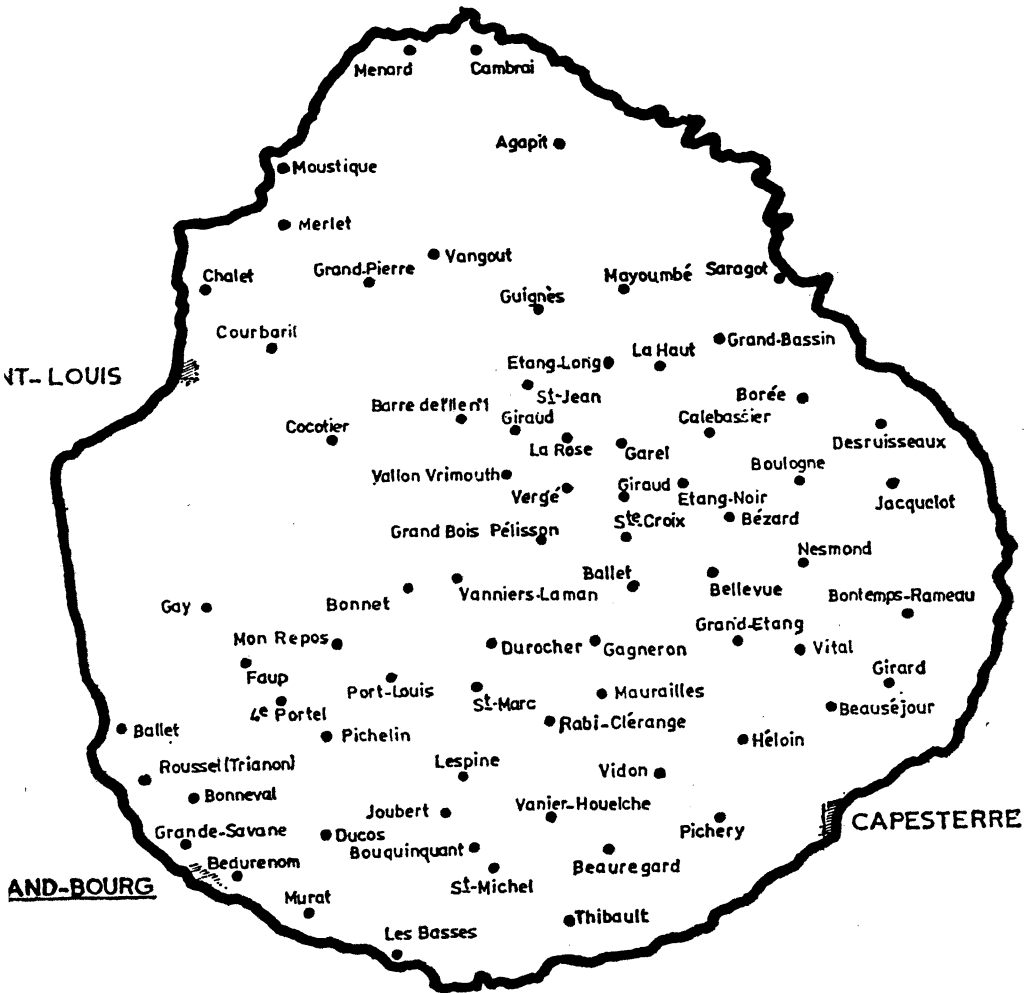 Menard
Cambrai
Agapit
Moustique
Merlet
Vangout
Grand-Pierre
Chalet
Mayoumbé
Saragot
Guignès
Courbaril
Grand-Bassin
La Haut
Etang-Long
NT-LOUIS
St-Jean
Borée
Barre de l'Ile n°1
Giraud
Calebassier
Cocotier
Desruisseaux
La Rose
Garel
Boulogne
Vallon Vrimouth
Giraud
Vergé
Etang-Noir
Jacquelot
Ste Croix
Bézard
Grand Bois Pélisson
Nesmond
Ballet
Bellevue
Vanniers-Laman
Bontemps-Rameau
Bonnet
Gay
Grand-Etang
Mon Repos
Durocher
Gagneron
Vital
Girard
Faup
Port-Louis
Maurailles
St-Marc
Beauséjour
4e Portel
Rabi-Clérange
Ballet
Pichelin
Héloin
Lespine
Roussel (Trianon)
Vidon
Bonneval
Vanier-Houelche
Joubert
CAPESTERRE
Grande-Savane
Ducos
Pichery
Bouquinquant
Bedurenom
Beauregard
AND-BOURG
St-Michel
Murat
Thibault
Les Basses